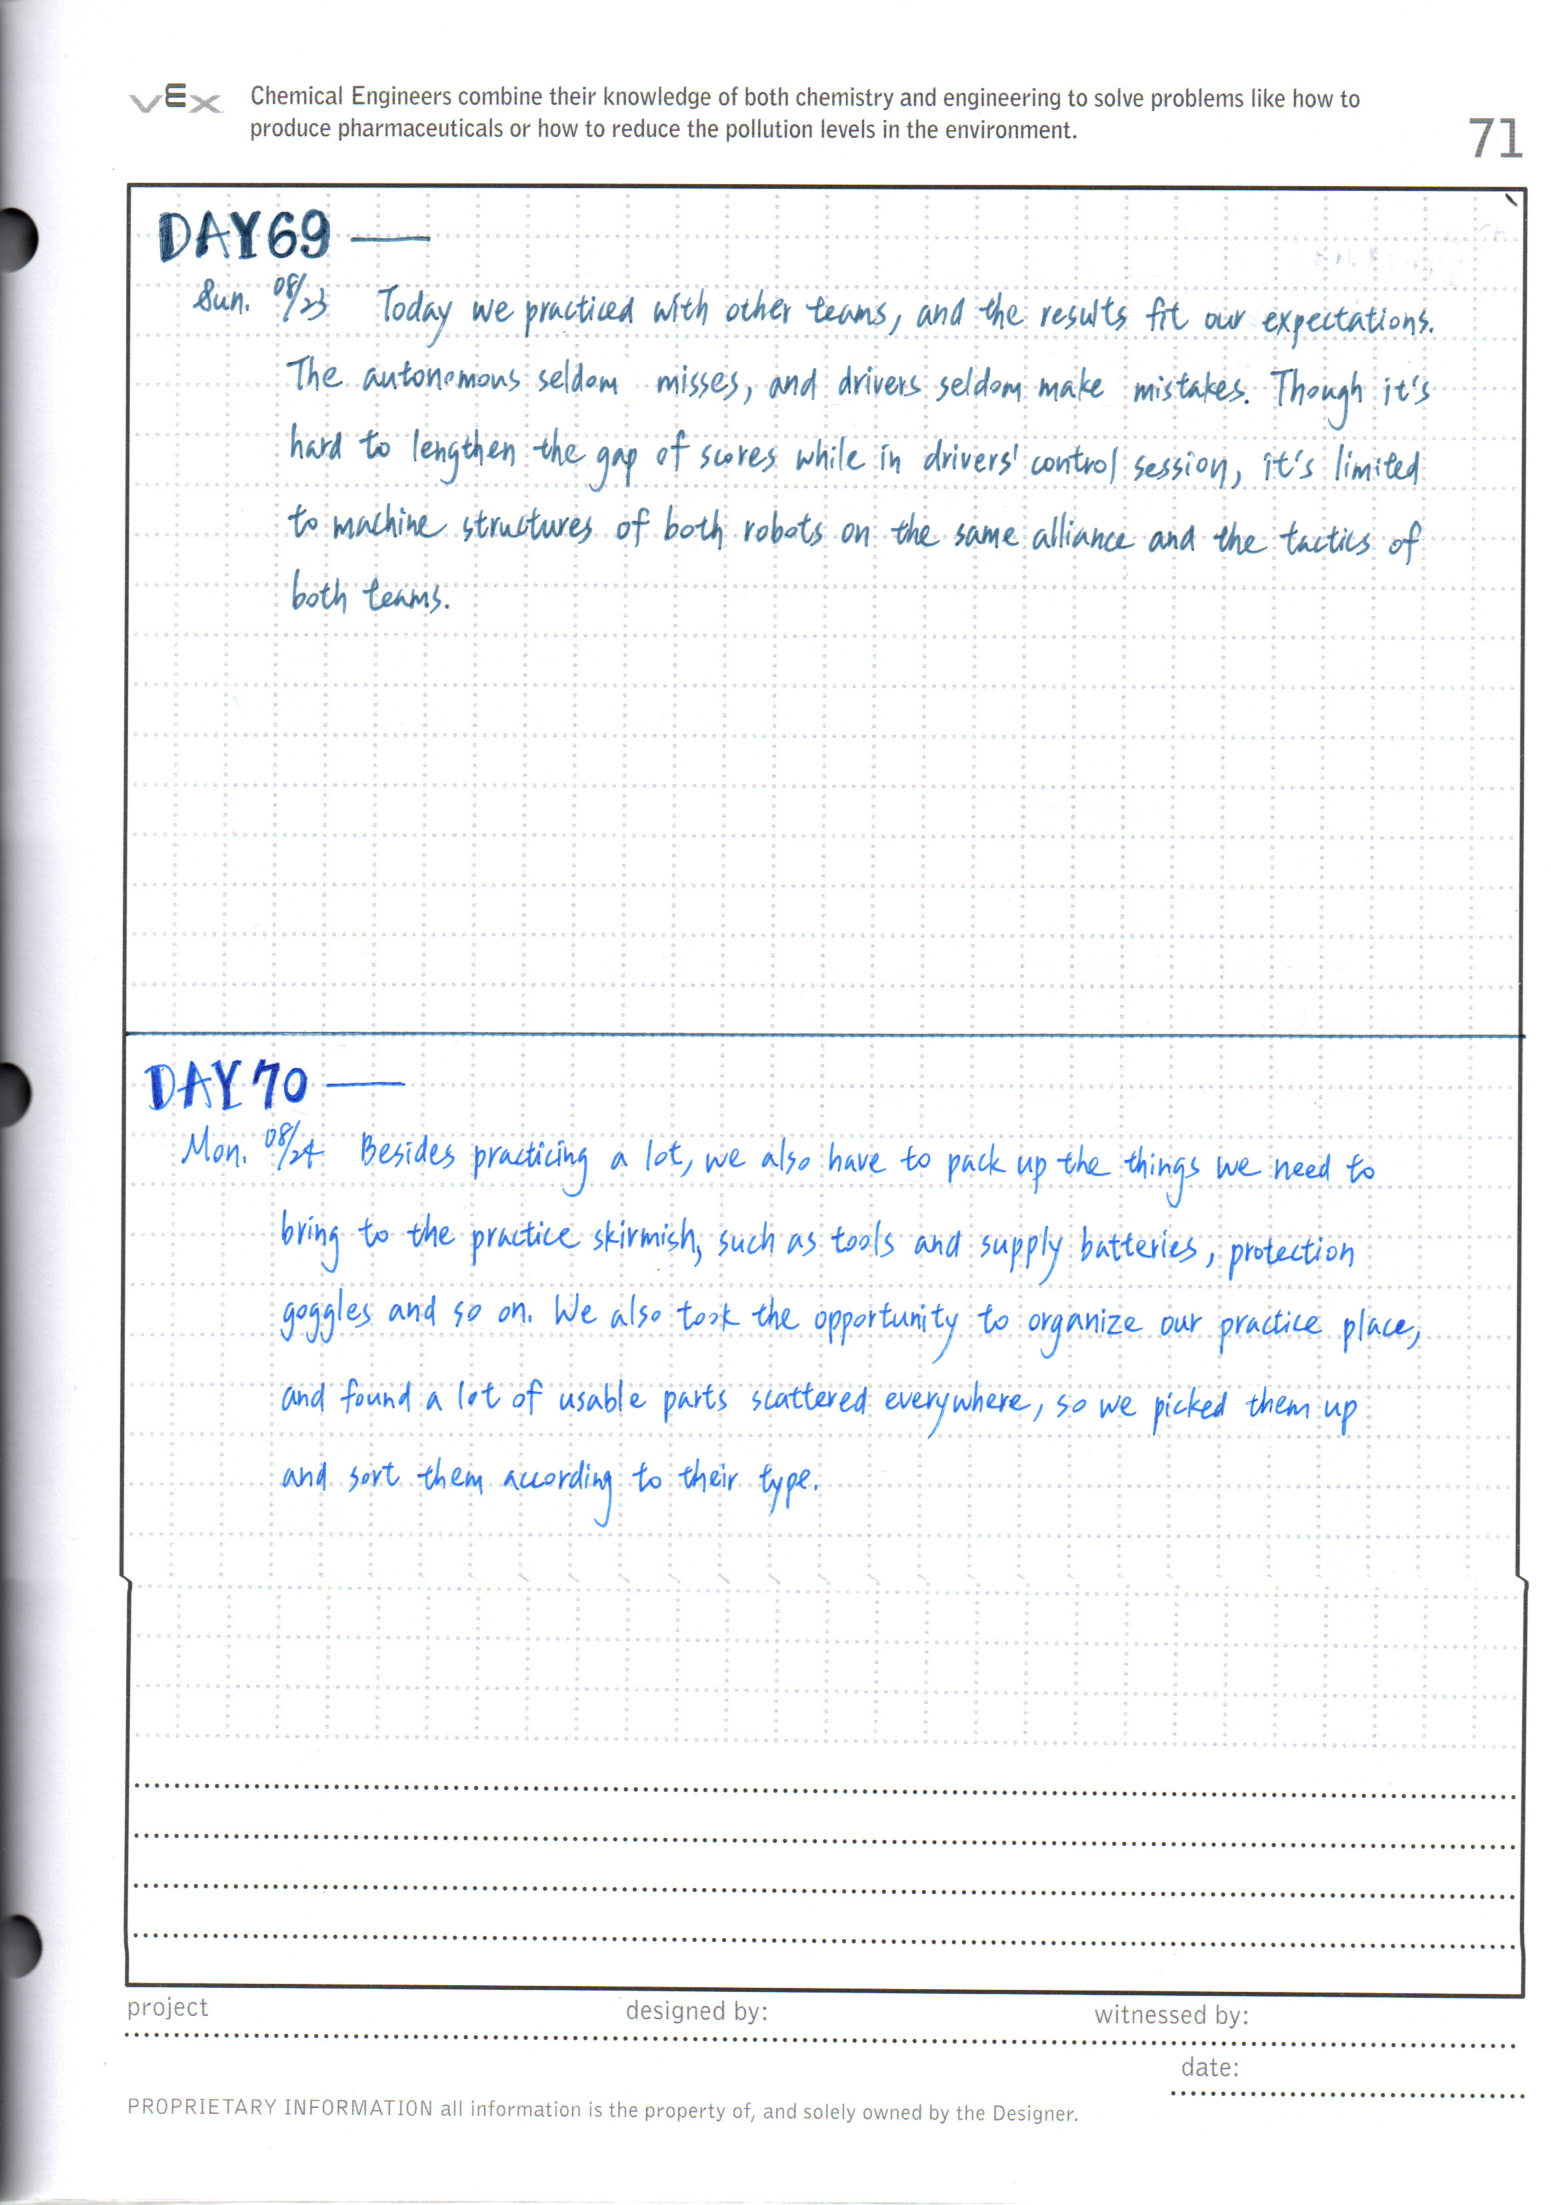 VEX
Chemical Engineers combine their knowledge of both chemistry and engineering to solve problems like how to
produce pharmaceuticals or how to reduce the pollution levels in the environment.
71
DAY69 —
Sun. 08/23 Today we practiced with other teams, and the results fit our expectations.
The autonomous seldom misses, and drivers seldom make mistakes. Though it's
hard to lengthen the gap of scores while in drivers' control session, it's limited
to machine structures of both robots on the same alliance and the tactics of
both teams.
DAY70 —
Mon. 08/24 Besides practicing a lot, we also have to pack up the things we need to
bring to the practice skirmish, such as tools and supply batteries, protection
goggles and so on. We also took the opportunity to organize our practice place,
and found a lot of usable parts scattered everywhere, so we picked them up
and sort them according to their type.
project designed by: witnessed by:
date:
PROPRIETARY INFORMATION all information is the property of, and solely owned by the Designer.